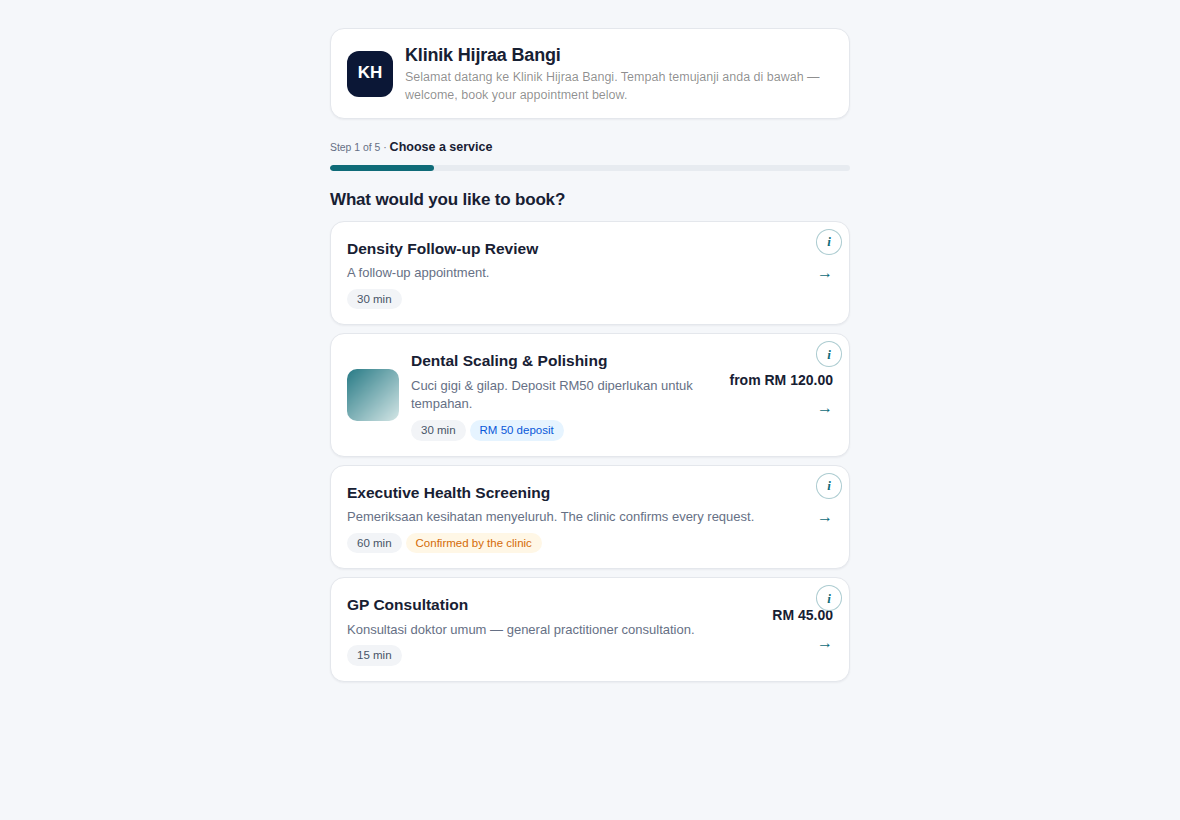 KH
Klinik Hijraa Bangi
Selamat datang ke Klinik Hijraa Bangi. Tempah temujanji anda di bawah —
welcome, book your appointment below.
Step 1 of 5 · Choose a service
What would you like to book?
i
Density Follow-up Review
A follow-up appointment.
→
30 min
i
Dental Scaling & Polishing
from RM 120.00
Cuci gigi & gilap. Deposit RM50 diperlukan untuk
tempahan.
→
30 min RM 50 deposit
i
Executive Health Screening
Pemeriksaan kesihatan menyeluruh. The clinic confirms every request.
→
60 min Confirmed by the clinic
i
GP Consultation
RM 45.00
Konsultasi doktor umum — general practitioner consultation.
→
15 min